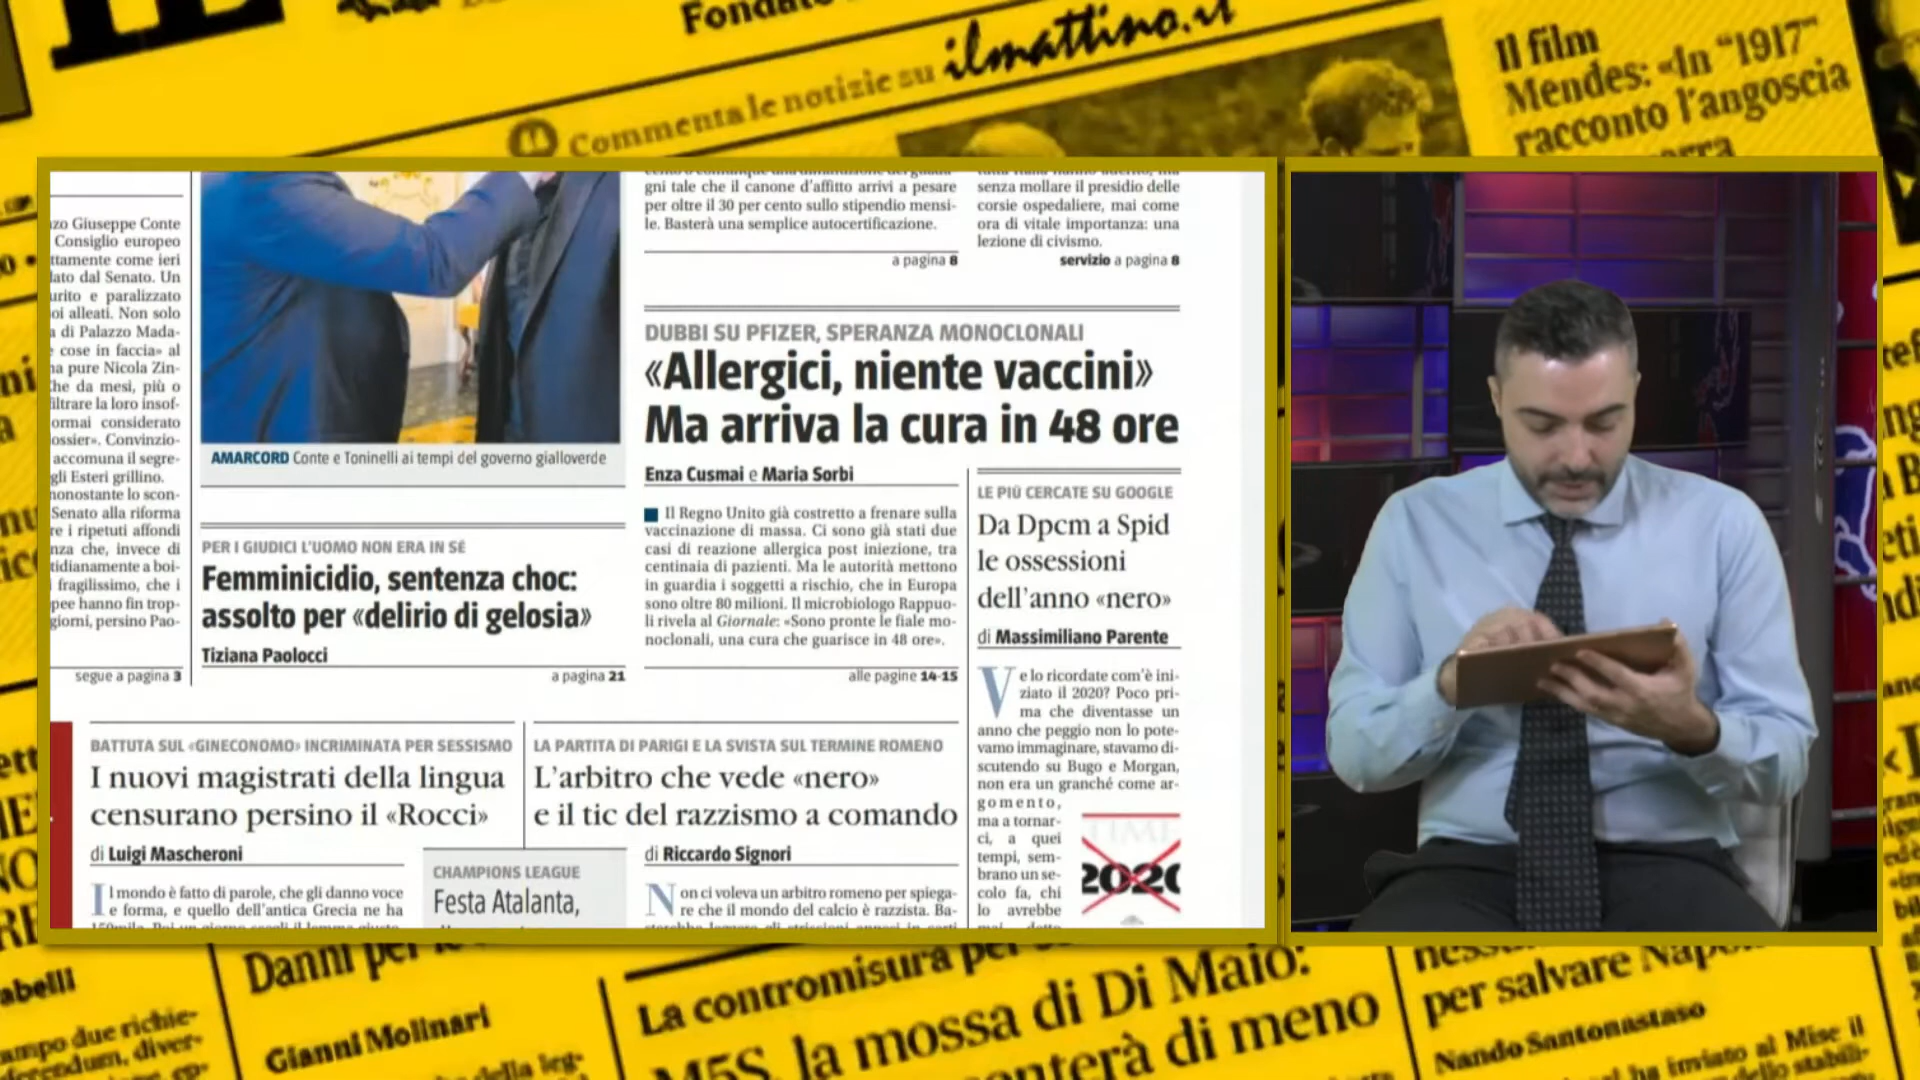 Commenta le notizie su ilmattino.it
Il film
Mendes: «In "1917"
racconto l'angoscia
zo Giuseppe Conte
Consiglio europeo
ttamente come ieri
lato dal Senato. Un
urito e paralizzato
oi alleati. Non solo
a di Palazzo Mada-
e cose in faccia» al
na pure Nicola Zin-
he da mesi, più o
filtrare la loro insof-
ormai considerato
ossier». Convinzio-
accomuna il segre-
gli Esteri grillino.
nonostante lo scon-
Senato alla riforma
re i ripetuti affondi
nza che, invece di
tidianamente a boi-
fragilissimo, che i
pee hanno fin trop-
giorni, persino Pao-
segue a pagina 3
AMARCORD Conte e Toninelli ai tempi del governo gialloverde
PER I GIUDICI L'UOMO NON ERA IN SÉ
Femminicidio, sentenza choc:
assolto per «delirio di gelosia»
Tiziana Paolocci
a pagina 21
gni tale che il canone d'affitto arrivi a pesare
per oltre il 30 per cento sullo stipendio mensi-
le. Basterà una semplice autocertificazione.
a pagina 8
senza mollare il presidio delle
corsie ospedaliere, mai come
ora di vitale importanza: una
lezione di civismo.
servizio a pagina 8
DUBBI SU PFIZER, SPERANZA MONOCLONALI
«Allergici, niente vaccini»
Ma arriva la cura in 48 ore
Enza Cusmai e Maria Sorbi
Il Regno Unito già costretto a frenare sulla
vaccinazione di massa. Ci sono già stati due
casi di reazione allergica post iniezione, tra
centinaia di pazienti. Ma le autorità mettono
in guardia i soggetti a rischio, che in Europa
sono oltre 80 milioni. Il microbiologo Rappuo-
li rivela al Giornale: «Sono pronte le fiale mo-
noclonali, una cura che guarisce in 48 ore».
alle pagine 14-15
LE PIÙ CERCATE SU GOOGLE
Da Dpcm a Spid
le ossessioni
dell'anno «nero»
di Massimiliano Parente
Ve lo ricordate com'è ini-
ziato il 2020? Poco pri-
ma che diventasse un
anno che peggio non lo pote-
vamo immaginare, stavamo di-
scutendo su Bugo e Morgan,
non era un granché come ar-
gomento,
ma a tornar-
ci, a quei
tempi, sem-
brano un se-
colo fa, chi
lo avrebbe
TIME
2020
BATTUTA SUL «GINECONOMO» INCRIMINATA PER SESSISMO
I nuovi magistrati della lingua
censurano persino il «Rocci»
di Luigi Mascheroni
Il mondo è fatto di parole, che gli danno voce
e forma, e quello dell'antica Grecia ne ha
CHAMPIONS LEAGUE
Festa Atalanta,
LA PARTITA DI PARIGI E LA SVISTA SUL TERMINE ROMENO
L'arbitro che vede «nero»
e il tic del razzismo a comando
di Riccardo Signori
Non ci voleva un arbitro romeno per spiega-
re che il mondo del calcio è razzista. Ba-
abelli
Danni per
Gianni Molinari
La contromisura per
M5S, la mossa di Di Maio:
nterà di meno
per salvare Napo
Nando Santonastaso
ha inviato al Mise il